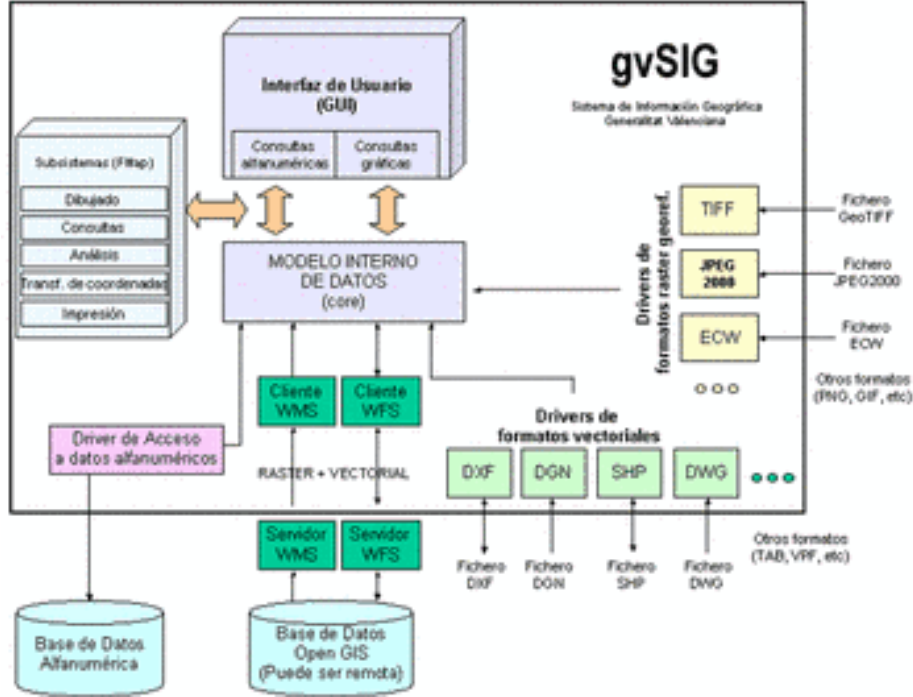 gvSIG
Sistema de Información Geográfica
Generalitat Valenciana
Interfaz de Usuario
(GUI)
Consultas
alfanuméricas
Consultas
gráficas
Subsistemas (FMap)
Dibujado
Consultas
Análisis
Transf. de coordenadas
Impresión
MODELO INTERNO
DE DATOS
(core)
Drivers de
formatos raster georef.
TIFF
Fichero
GeoTIFF
JPEG
2000
Fichero
JPEG2000
ECW
Fichero
ECW
Otros formatos
(PNG, GIF, etc)
Cliente
WMS
Cliente
WFS
Driver de Acceso
a datos alfanuméricos
RASTER + VECTORIAL
Drivers de
formatos vectoriales
DXF
DGN
SHP
DWG
Servidor
WMS
Servidor
WFS
Fichero
DXF
Fichero
DGN
Fichero
SHP
Fichero
DWG
Otros formatos
(TAB, VPF, etc)
Base de Datos
Alfanumérica
Base de Datos
Open GIS
(Puede ser remota)